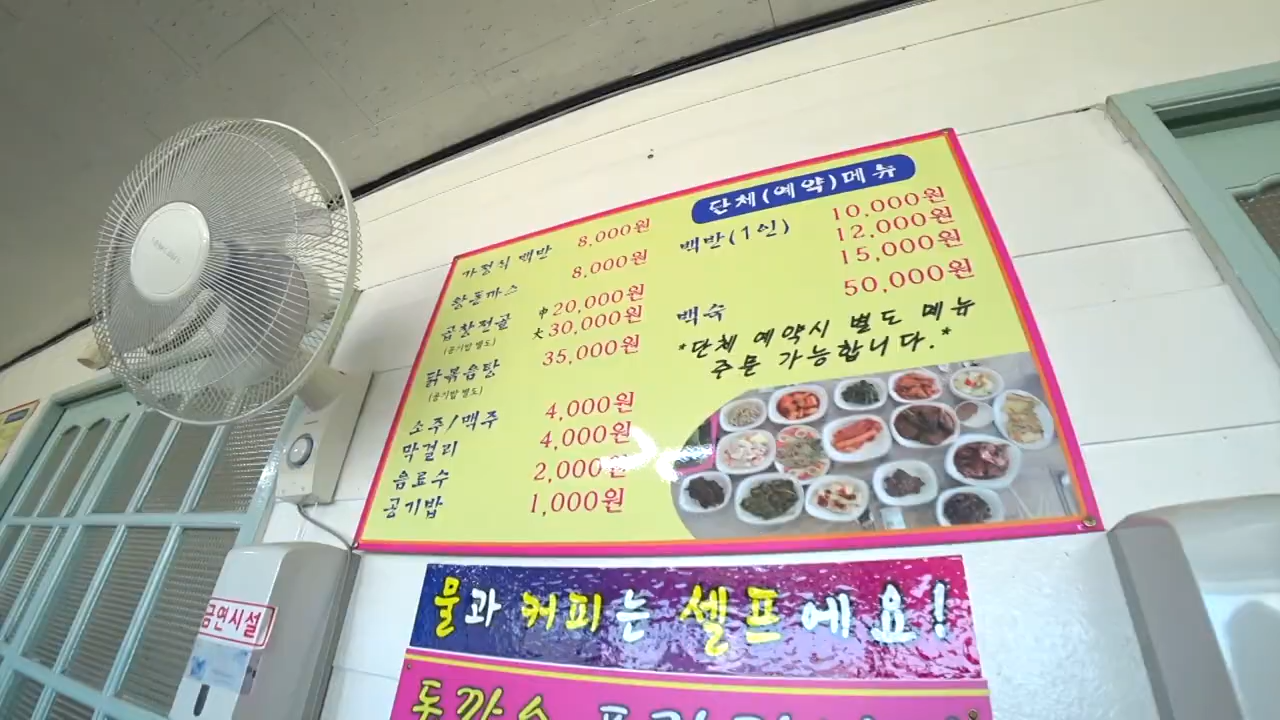 가정식 백반 8,000원
왕돈까스 8,000원
곱창전골 中 20,000원
(공기밥 별도) 大 30,000원
닭볶음탕 35,000원
(공기밥 별도)
소주/맥주 4,000원
막걸리 4,000원
음료수 2,000원
공기밥 1,000원
단체(예약)메뉴
백반(1인) 10,000원
12,000원
15,000원
백숙 50,000원
*단체 예약시 별도 메뉴
주문 가능합니다.*
물과 커피는 셀프에요!
금연시설
돈까스